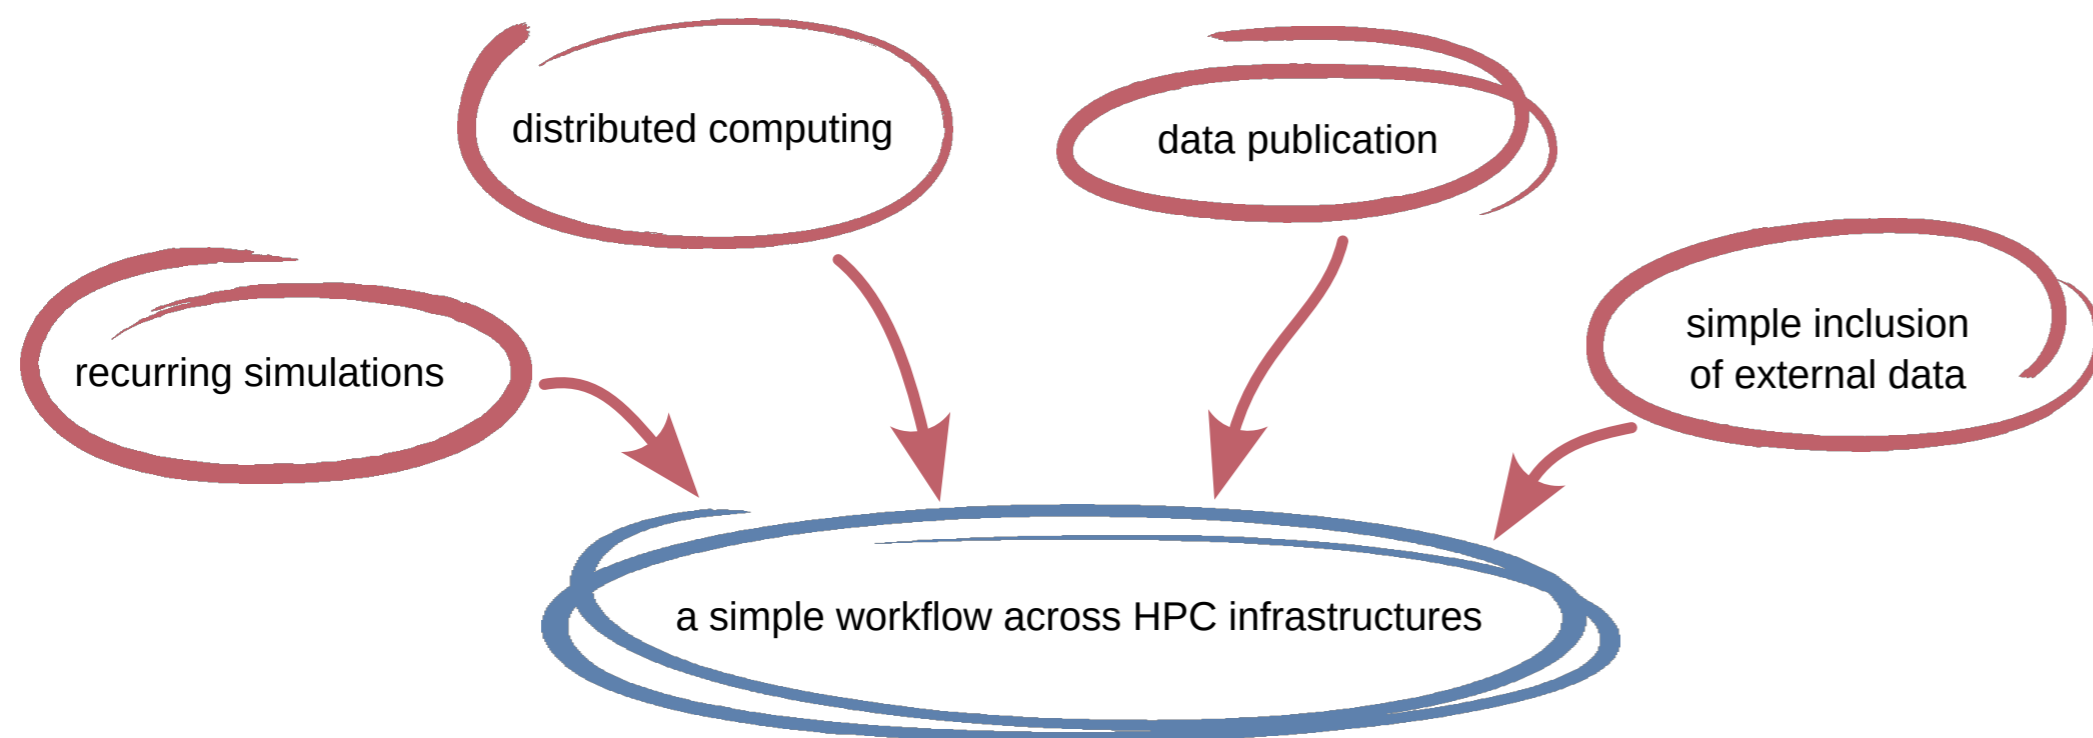 distributed computing
data publication
recurring simulations
simple inclusion
of external data
a simple workflow across HPC infrastructures